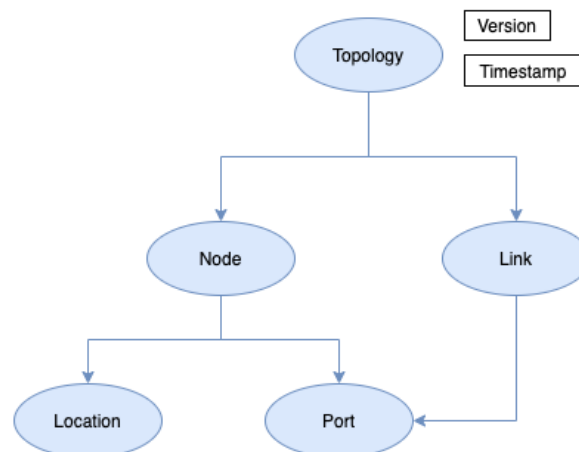 Version
Topology
Timestamp
Node
Link
Location
Port